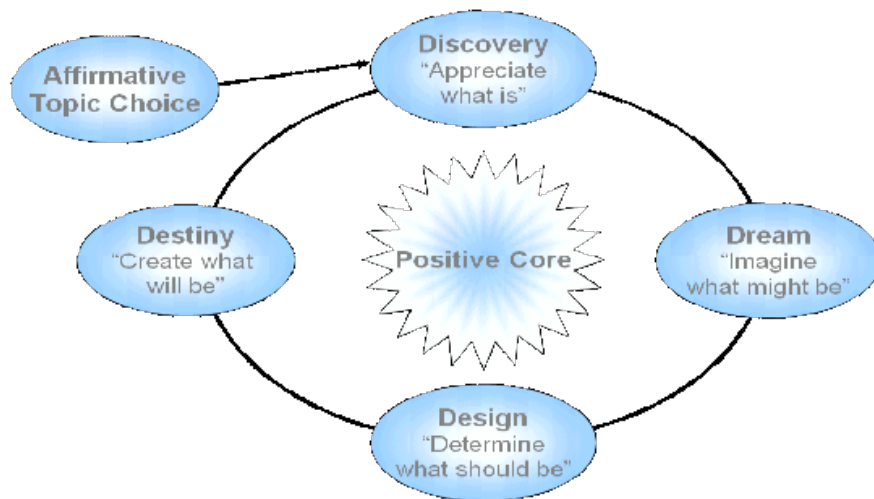 Affirmative
Topic Choice
Discovery
“Appreciate
what is”
Dream
“Imagine
what might be”
Design
“Determine
what should be”
Destiny
“Create what
will be”
Positive Core